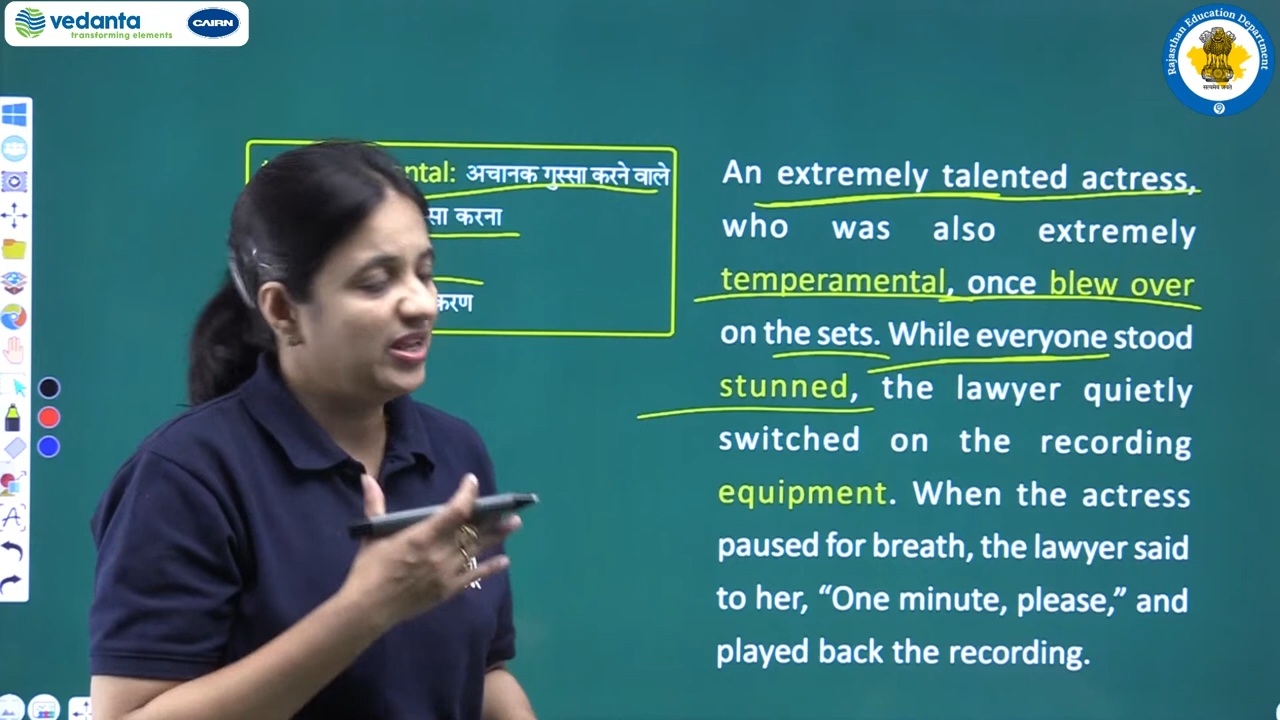 vedanta
transforming elements
CAIRN
Rajasthan Education Department
सत्यमेव जयते
अचानक गुस्सा करने वाले
करना
An extremely talented actress,
who was also extremely
temperamental, once blew over
on the sets. While everyone stood
stunned, the lawyer quietly
switched on the recording
equipment. When the actress
paused for breath, the lawyer said
to her, “One minute, please,” and
played back the recording.